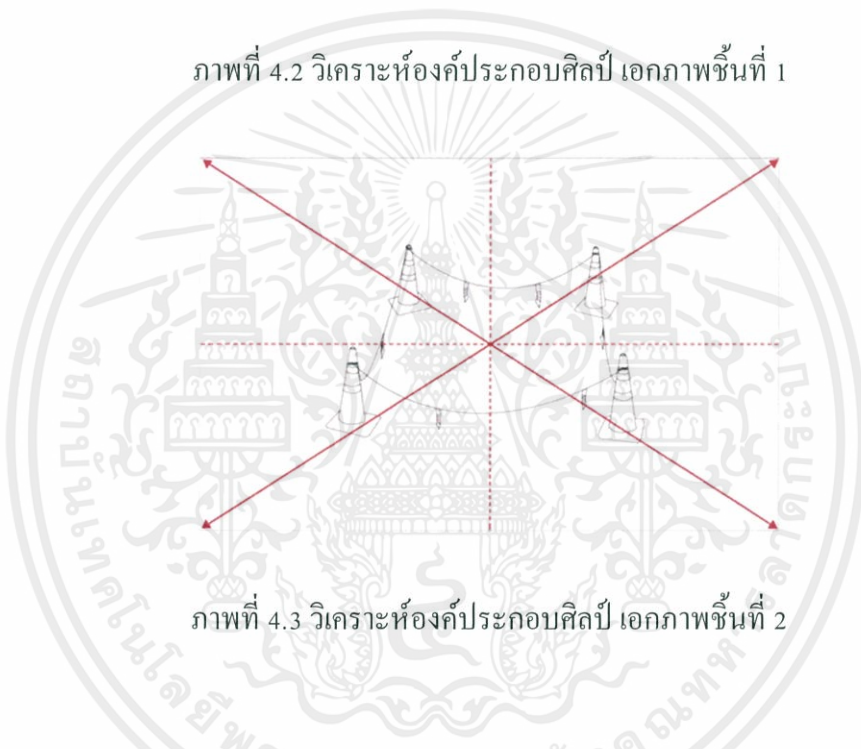 ภาพที่ 4.2 วิเคราะห์องค์ประกอบศิลป์ เอกภาพชิ้นที่ 1
ภาพที่ 4.3 วิเคราะห์องค์ประกอบศิลป์ เอกภาพชิ้นที่ 2